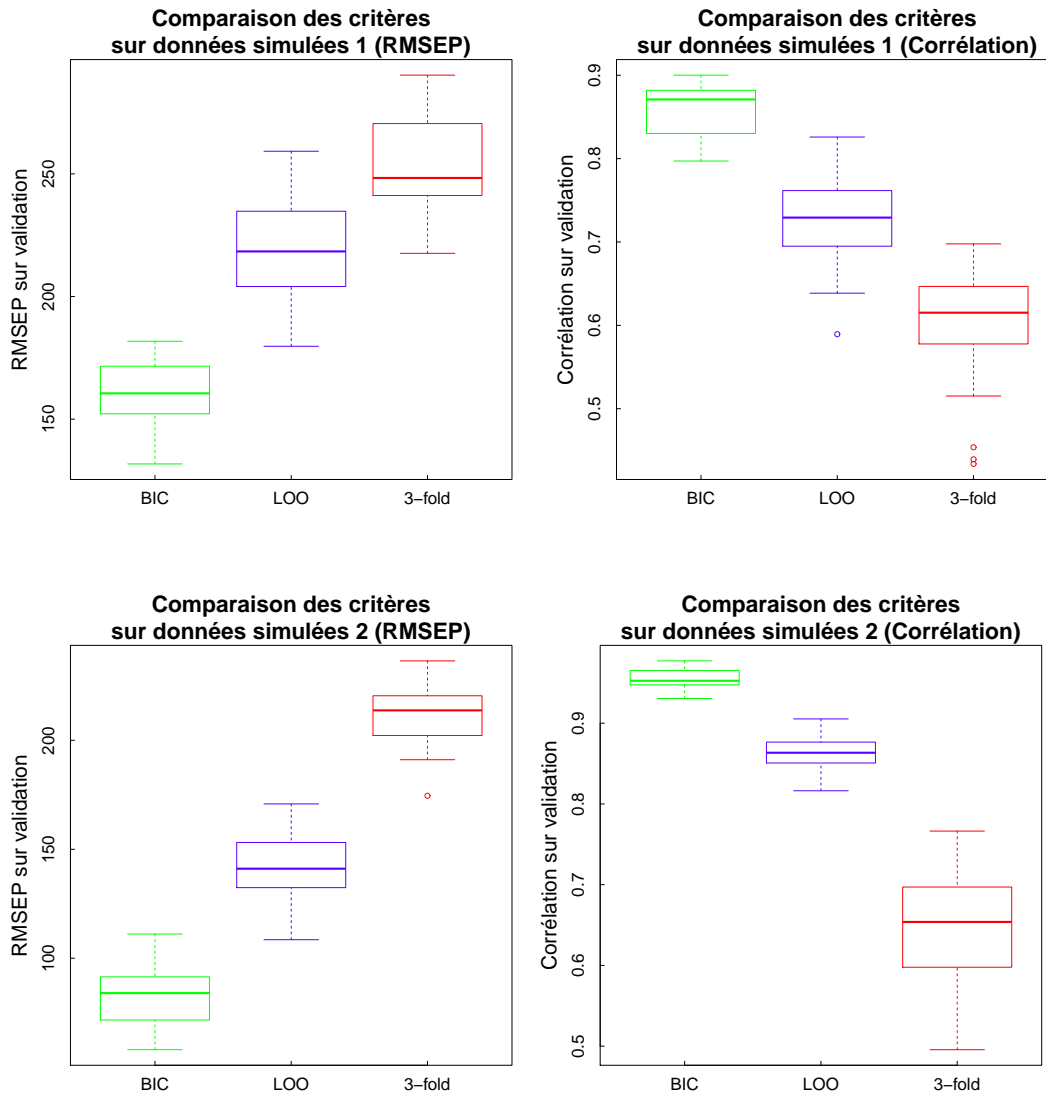 Comparaison des critères
sur données simulées 1 (RMSEP)
RMSEP sur validation
250
200
150
BIC
LOO
3−fold
Comparaison des critères
sur données simulées 1 (Corrélation)
Corrélation sur validation
0.9
0.8
0.7
0.6
0.5
BIC
LOO
3−fold
Comparaison des critères
sur données simulées 2 (RMSEP)
RMSEP sur validation
200
150
100
BIC
LOO
3−fold
Comparaison des critères
sur données simulées 2 (Corrélation)
Corrélation sur validation
0.9
0.8
0.7
0.6
0.5
BIC
LOO
3−fold